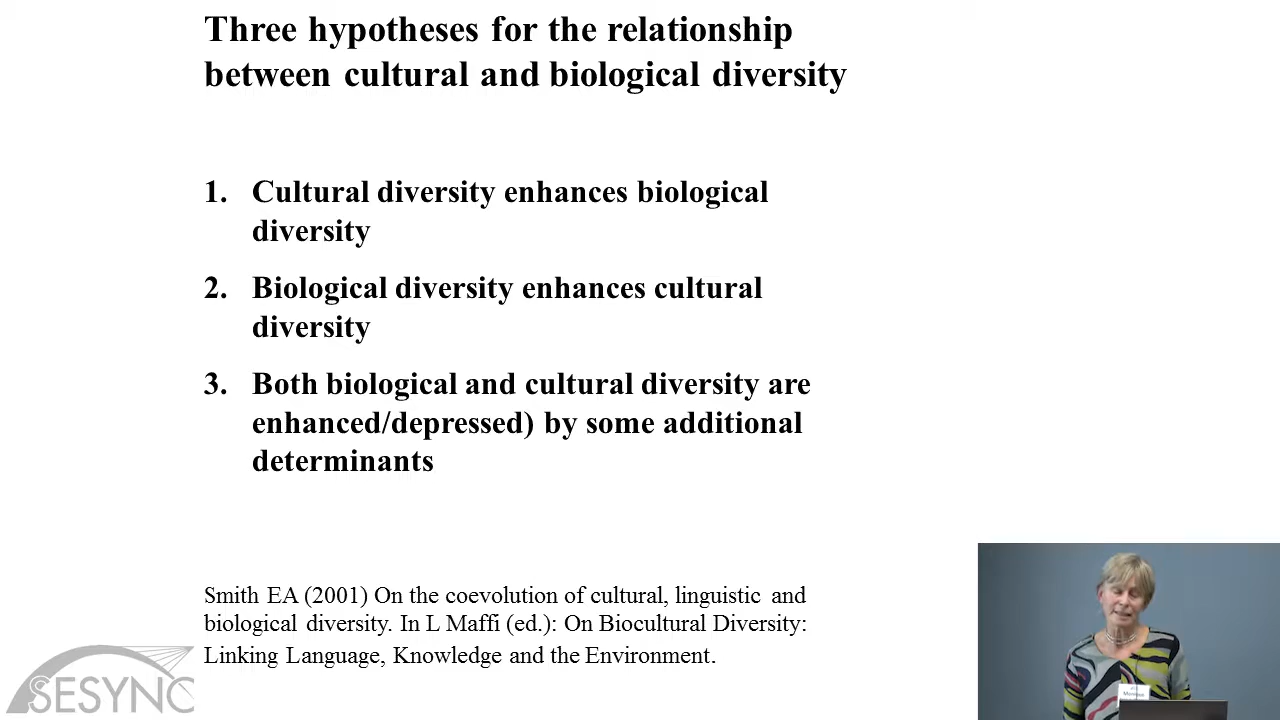 Three hypotheses for the relationship
between cultural and biological diversity
1. Cultural diversity enhances biological
diversity
2. Biological diversity enhances cultural
diversity
3. Both biological and cultural diversity are
enhanced/depressed) by some additional
determinants
Smith EA (2001) On the coevolution of cultural, linguistic and
biological diversity. In L Maffi (ed.): On Biocultural Diversity:
Linking Language, Knowledge and the Environment.
SESYNC